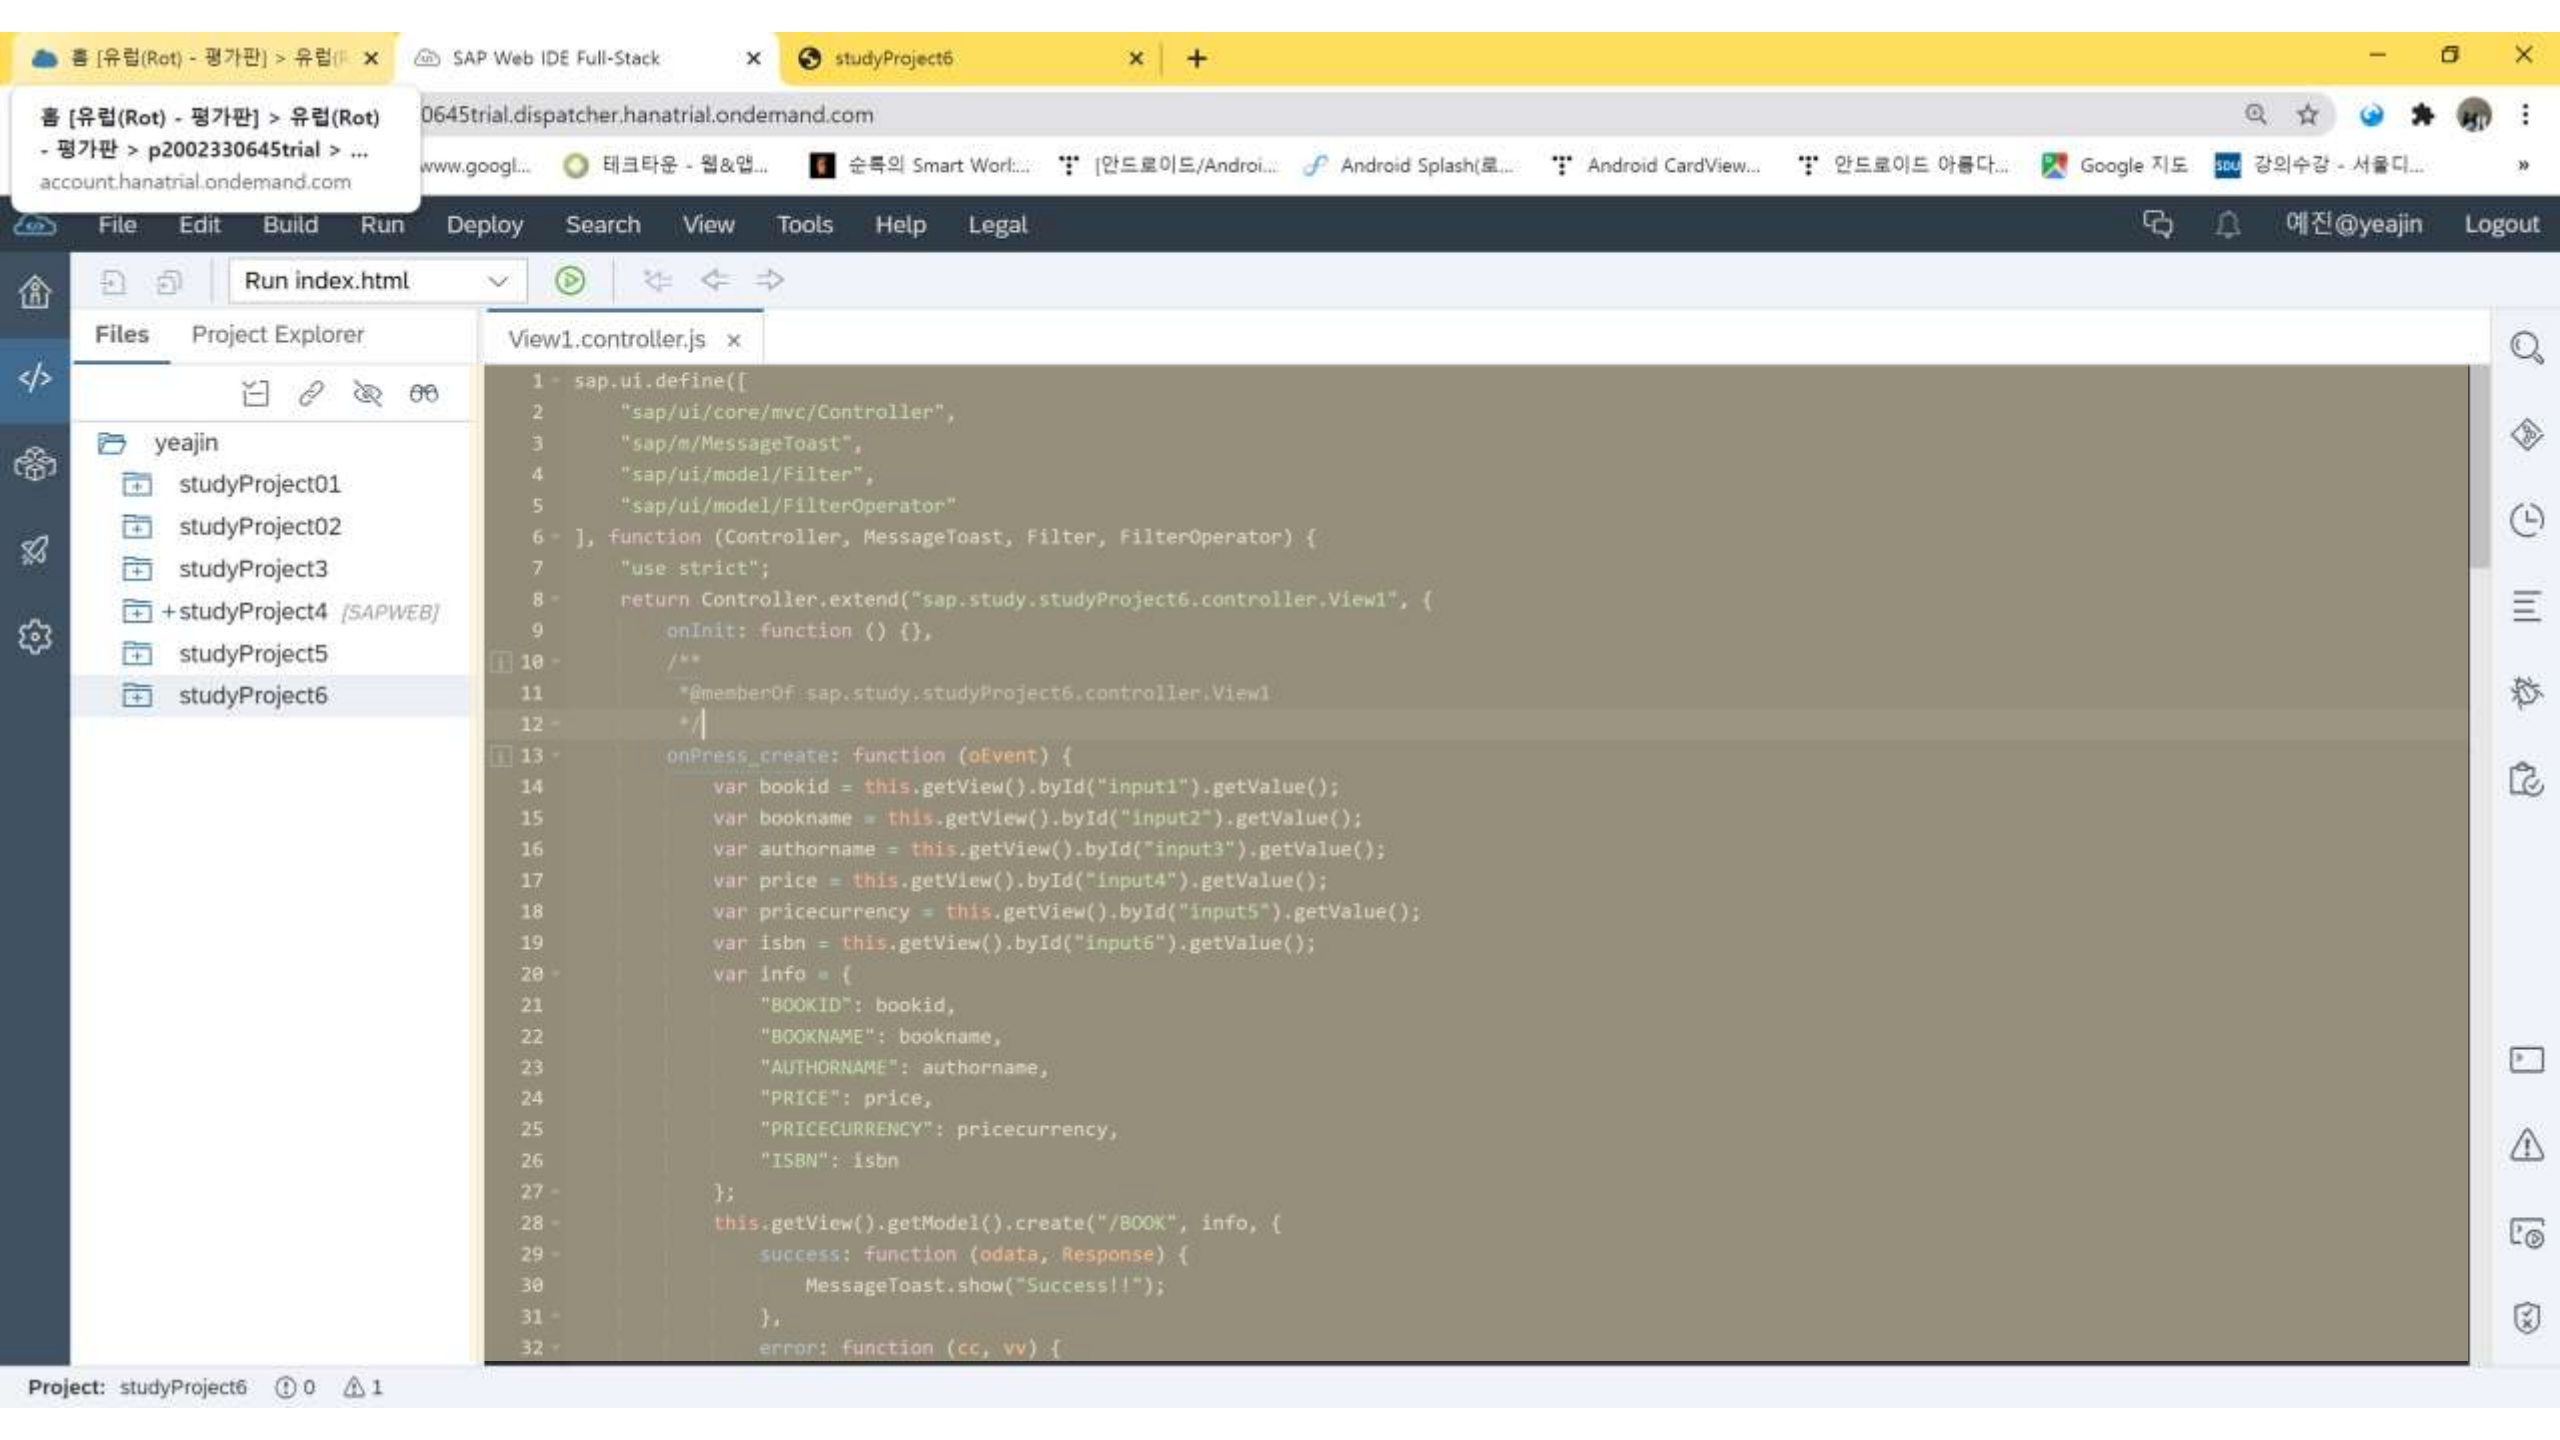 홈 [유럽(Rot) - 평가판] > 유럽(R
SAP Web IDE Full-Stack
studyProject6
홈 [유럽(Rot) - 평가판] > 유럽(Rot)
- 평가판 > p2002330645trial > ...
account.hanatrial.ondemand.com
0645trial.dispatcher.hanatrial.ondemand.com
www.googl...
테크타운 - 웹&앱...
순록의 Smart Worl:...
[안드로이드/Androi...
Android Splash(로...
Android CardView...
안드로이드 아름다...
Google 지도
SDU 강의수강 - 서울디...
»
File Edit Build Run Deploy Search View Tools Help Legal
예진@yeajin Logout
Run index.html
Files Project Explorer
View1.controller.js
yeajin
studyProject01
studyProject02
studyProject3
+studyProject4 [SAPWEB]
studyProject5
studyProject6
1 sap.ui.define([
2 "sap/ui/core/mvc/Controller",
3 "sap/m/MessageToast",
4 "sap/ui/model/Filter",
5 "sap/ui/model/FilterOperator"
6 ], function (Controller, MessageToast, Filter, FilterOperator) {
7 "use strict";
8 return Controller.extend("sap.study.studyProject6.controller.View1", {
9 onInit: function () {},
10 /**
11 *@memberOf sap.study.studyProject6.controller.View1
12 */
13 onPress_create: function (oEvent) {
14 var bookid = this.getView().byId("input1").getValue();
15 var bookname = this.getView().byId("input2").getValue();
16 var authorname = this.getView().byId("input3").getValue();
17 var price = this.getView().byId("input4").getValue();
18 var pricecurrency = this.getView().byId("input5").getValue();
19 var isbn = this.getView().byId("input6").getValue();
20 var info = {
21 "BOOKID": bookid,
22 "BOOKNAME": bookname,
23 "AUTHORNAME": authorname,
24 "PRICE": price,
25 "PRICECURRENCY": pricecurrency,
26 "ISBN": isbn
27 };
28 this.getView().getModel().create("/BOOK", info, {
29 success: function (odata, Response) {
30 MessageToast.show("Success!!");
31 },
32 error: function (cc, vv) {
Project: studyProject6 0 1